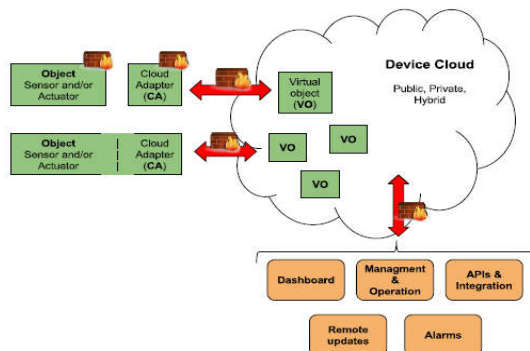 Object
Sensor and/or
Actuator
Cloud
Adapter
(CA)
Virtual
object
(VO)
Device Cloud
Public, Private,
Hybrid
Object
Sensor and/or
Actuator
Cloud
Adapter
(CA)
VO
VO
VO
Dashboard
Managment
&
Operation
APIs &
Integration
Remote
updates
Alarms